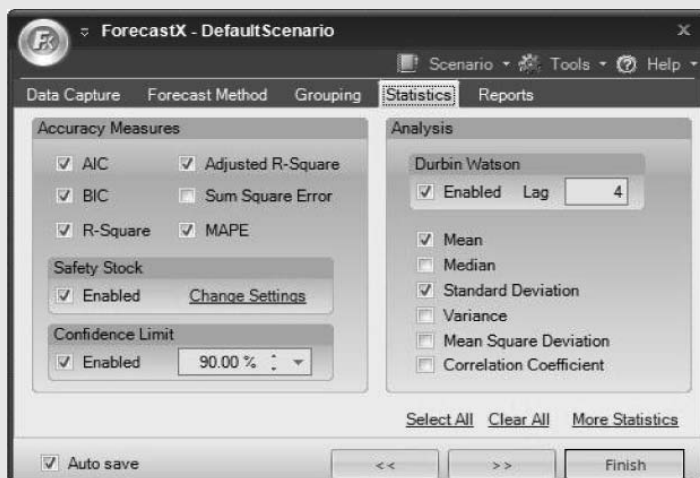 ForecastX - DefaultScenario
Scenario Tools Help
Data Capture Forecast Method Grouping Statistics Reports
Accuracy Measures
AIC Adjusted R-Square
BIC Sum Square Error
R-Square MAPE
Safety Stock
Enabled Change Settings
Confidence Limit
Enabled 90.00 %
Analysis
Durbin Watson
Enabled Lag 4
Mean
Median
Standard Deviation
Variance
Mean Square Deviation
Correlation Coefficient
Select All Clear All More Statistics
Auto save << >> Finish